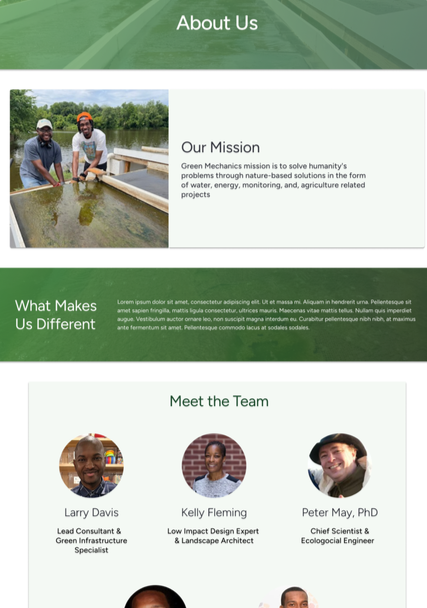 About Us
Our Mission
Green Mechanics mission is to solve humanity's
problems through nature-based solutions in the form
of water, energy, monitoring, and, agriculture related
projects
What Makes
Us Different
Lorem ipsum dolor sit amet, consectetur adipiscing elit. Ut et massa mi. Aliquam in hendrerit urna. Pellentesque sit
amet sapien fringilla, mattis ligula consectetur, ultrices mauris. Maecenas vitae mattis tellus. Nullam quis imperdiet
augue. Vestibulum auctor ornare leo, non suscipit magna interdum eu. Curabitur pellentesque nibh nibh, at maximus
ante fermentum sit amet. Pellentesque commodo lacus at sodales sodales.
Meet the Team
Larry Davis
Kelly Fleming
Peter May, PhD
Lead Consultant &
Green Infrastructure
Specialist
Low Impact Design Expert
& Landscape Architect
Chief Scientist &
Ecologocial Engineer